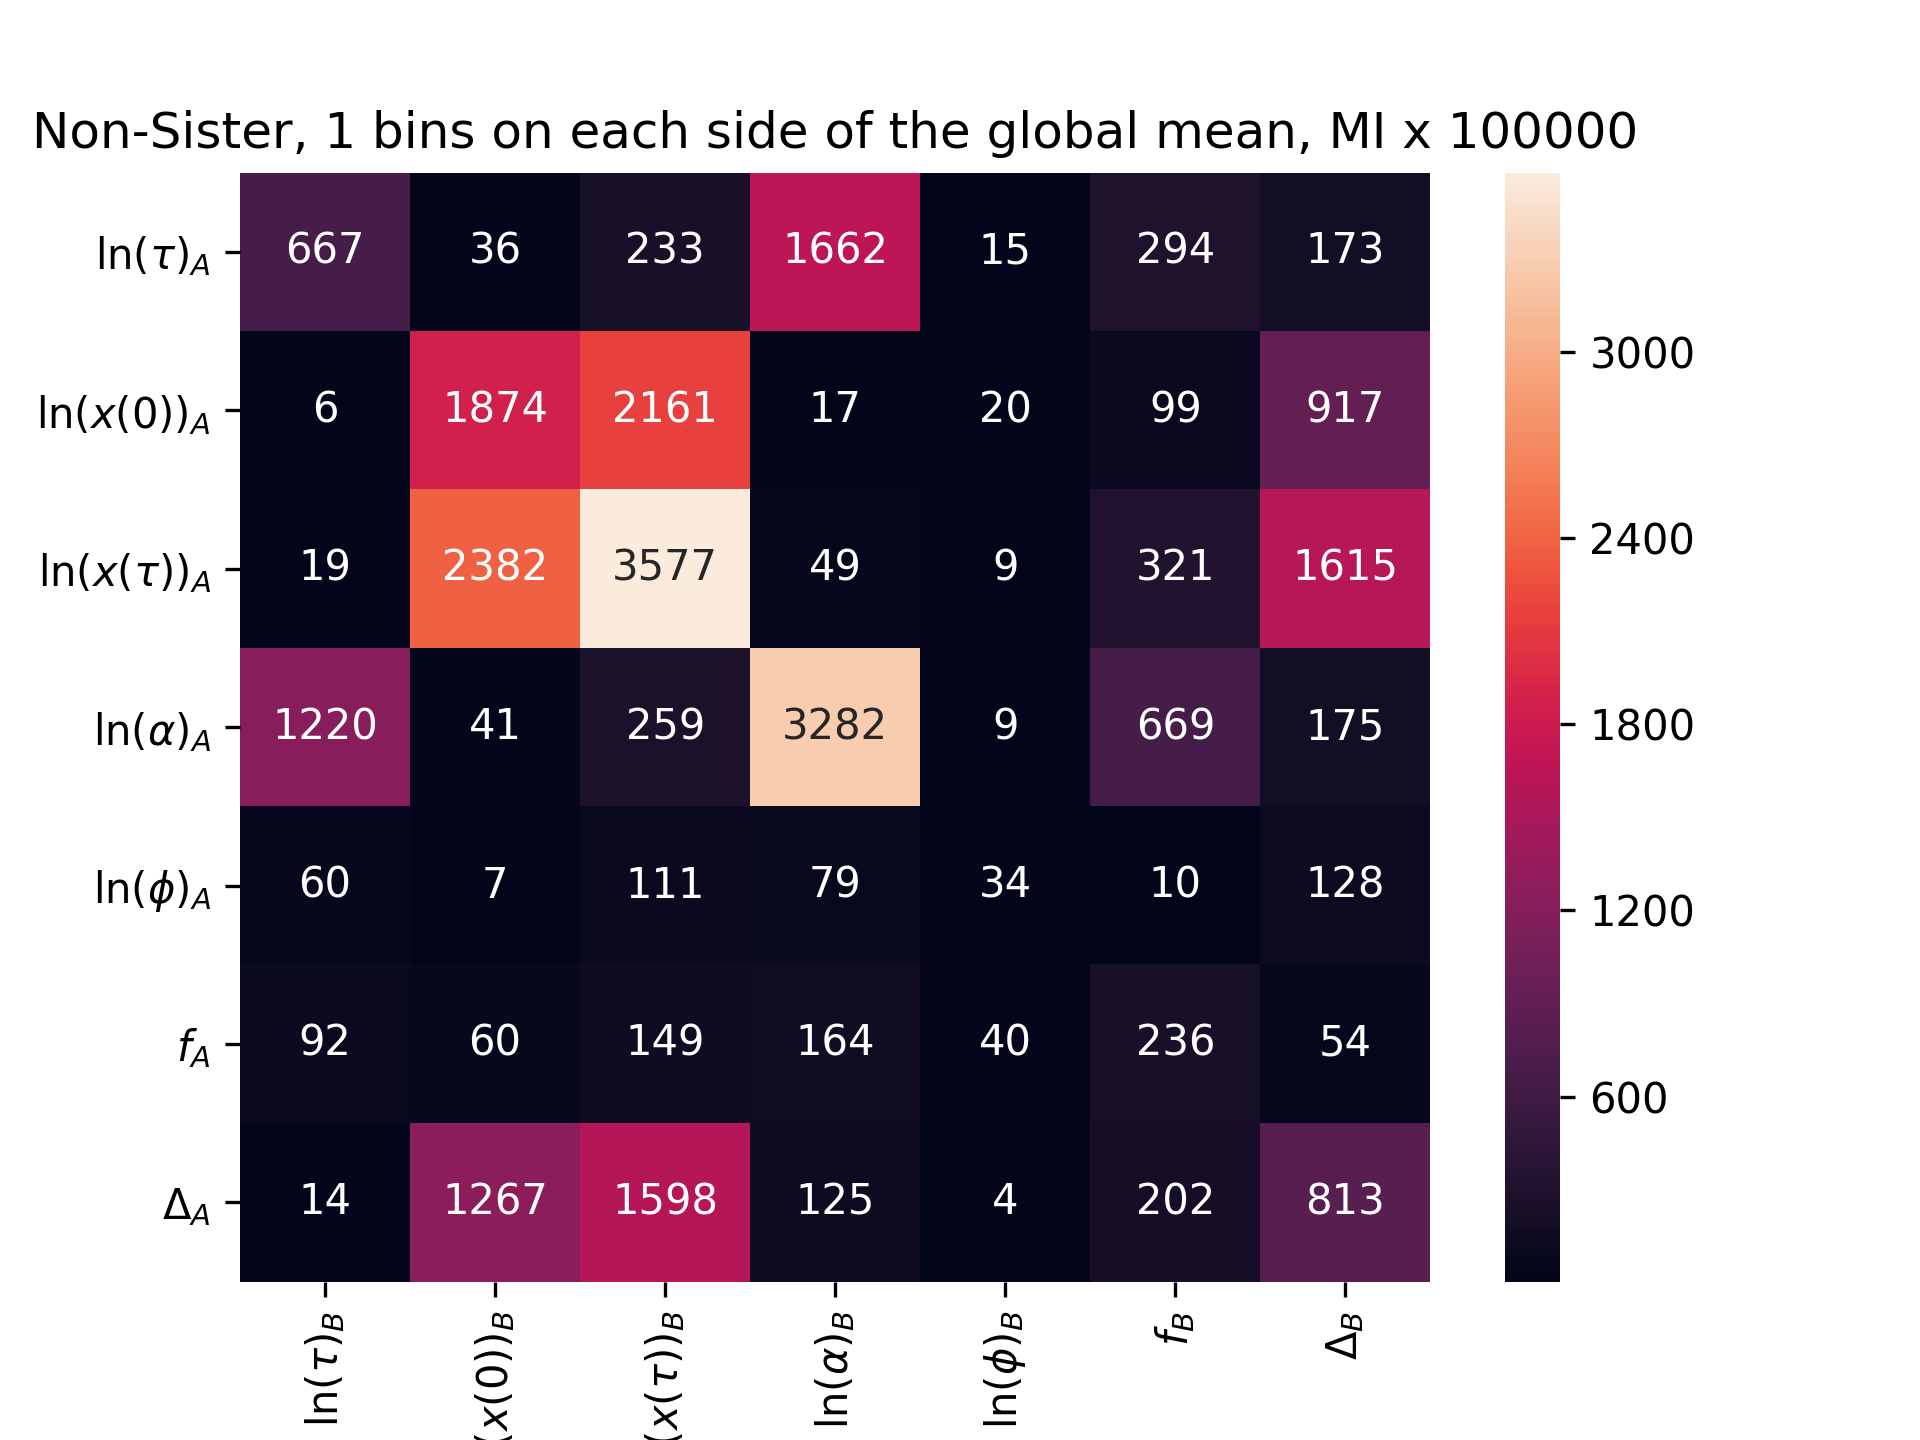 Non-Sister, 1 bins on each side of the global mean, MI x 100000
ln(τ)_A 667 36 233 1662 15 294 173
ln(x(0))_A 6 1874 2161 17 20 99 917
ln(x(τ))_A 19 2382 3577 49 9 321 1615
ln(α)_A 1220 41 259 3282 9 669 175
ln(ϕ)_A 60 7 111 79 34 10 128
f_A 92 60 149 164 40 236 54
Δ_A 14 1267 1598 125 4 202 813
ln(τ)_B (x(0))_B (x(τ))_B ln(α)_B ln(ϕ)_B f_B Δ_B
3000
2400
1800
1200
600